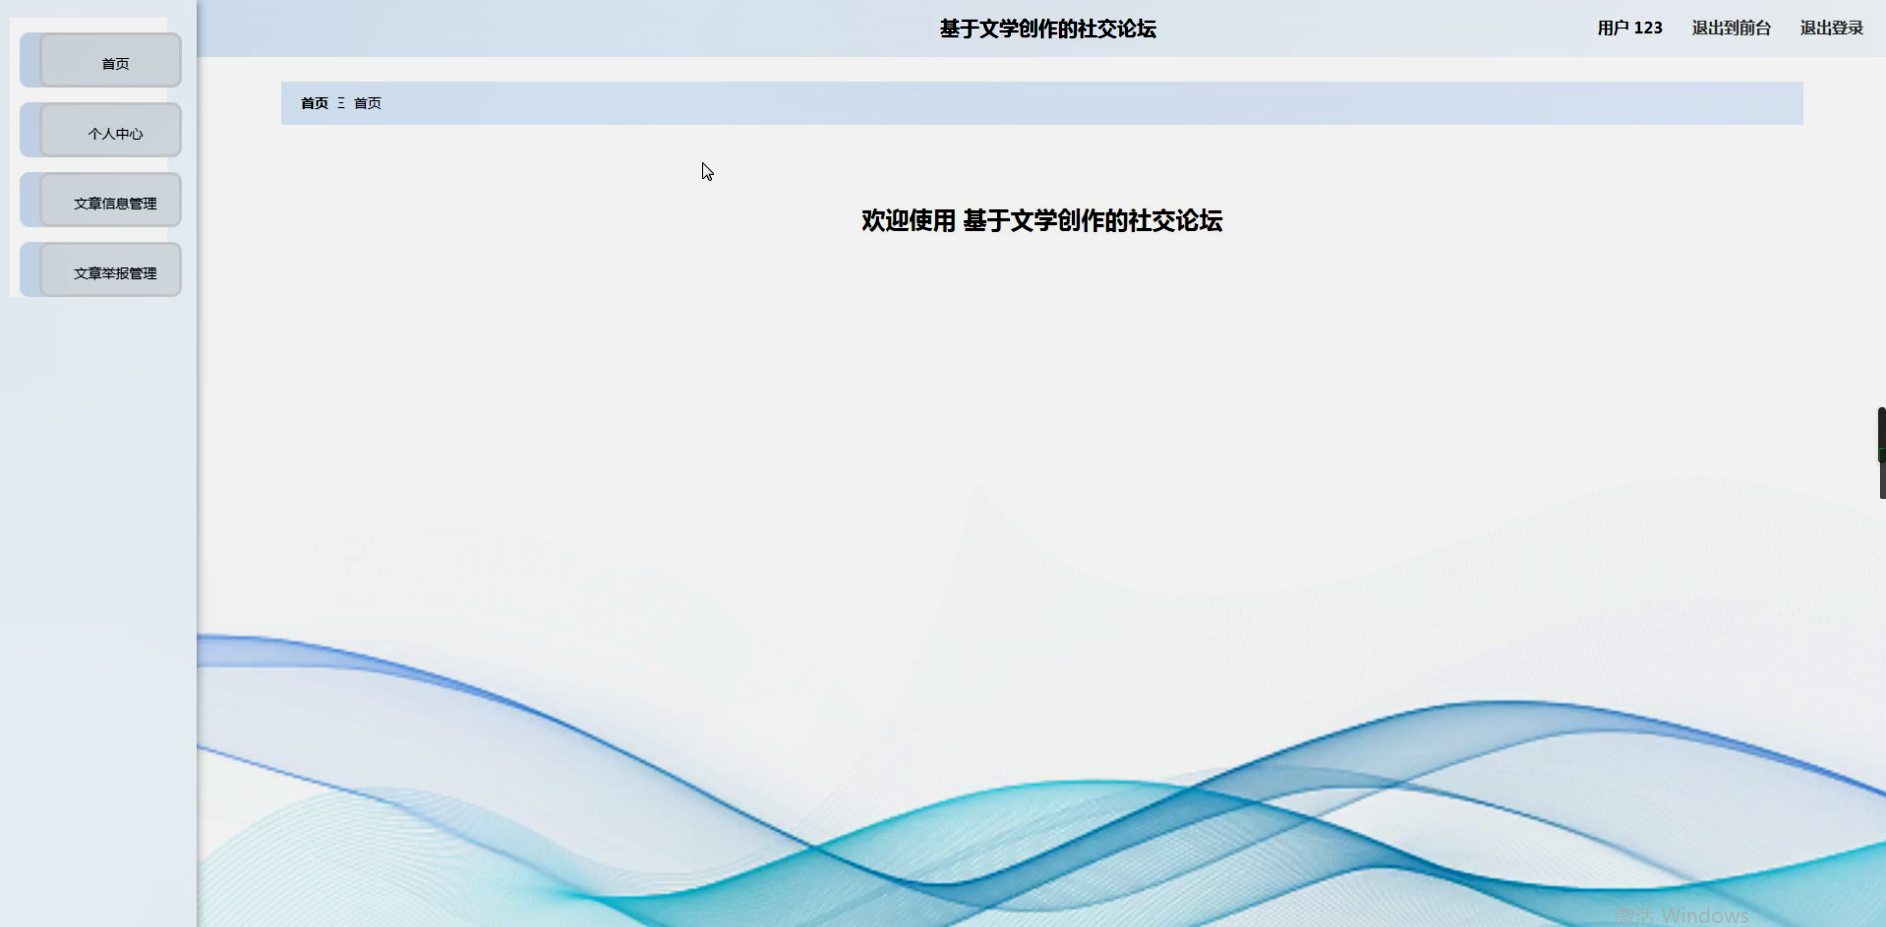 基于文学创作的社交论坛
用户 123 退出到前台 退出登录
首页
个人中心
文章信息管理
文章举报管理
首页 Ξ 首页
欢迎使用 基于文学创作的社交论坛
激活 Windows